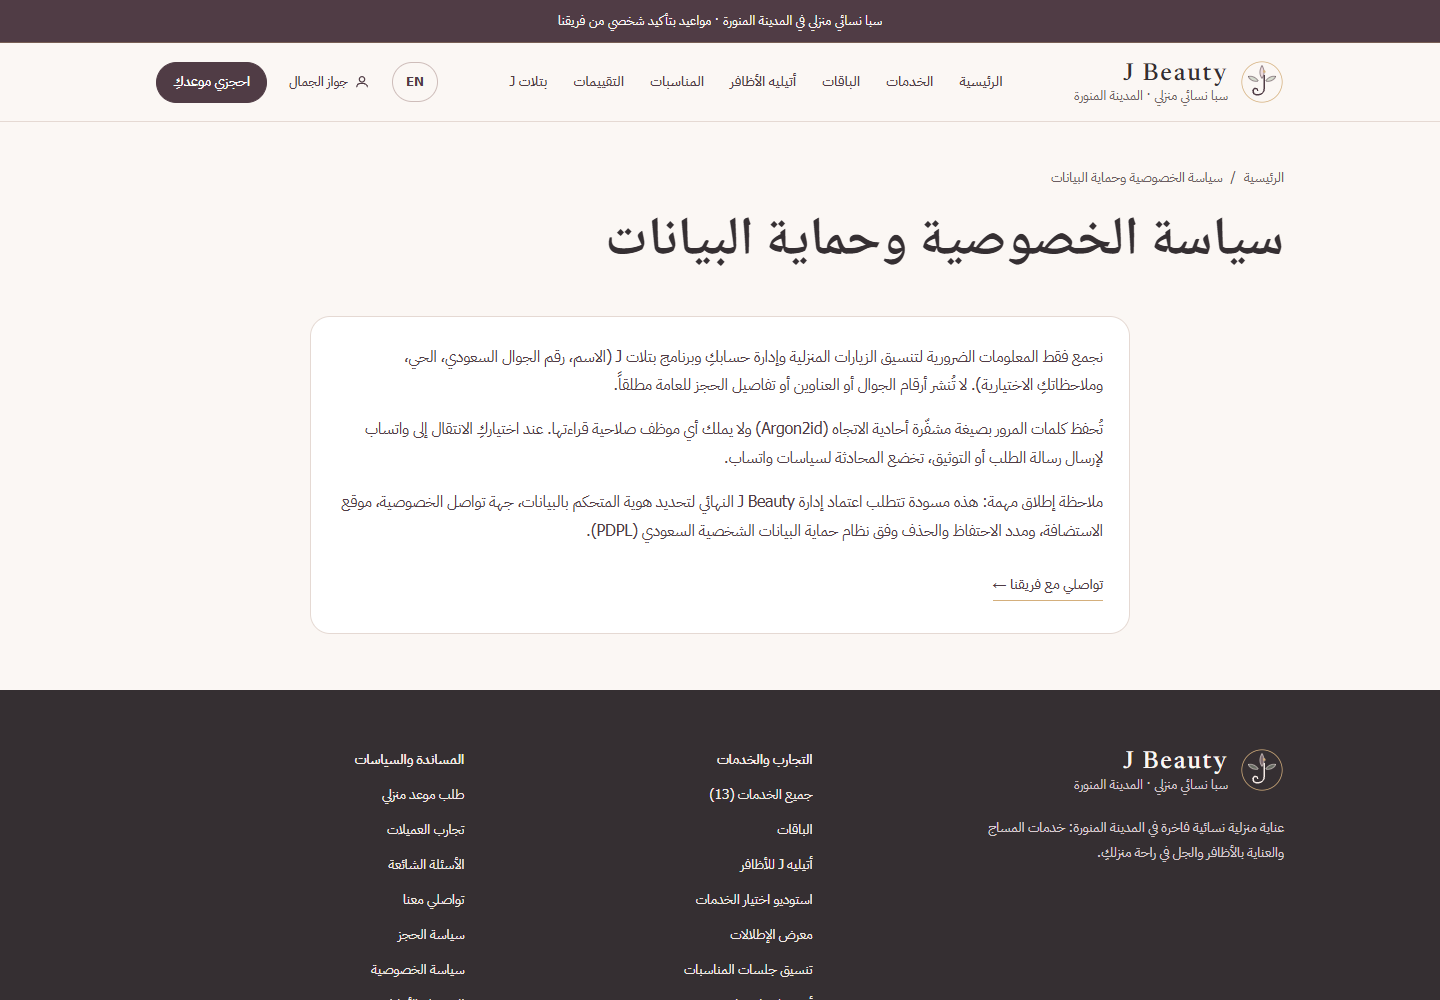 سبا نسائي منزلي في المدينة المنورة · مواعيد بتأكيد شخصي من فريقنا
J Beauty
سبا نسائي منزلي · المدينة المنورة
الرئيسية
الخدمات
الباقات
أتيليه الأظافر
المناسبات
التقييمات
بتلات J
EN
جواز الجمال
احجزي موعدكِ
الرئيسية / سياسة الخصوصية وحماية البيانات
سياسة الخصوصية وحماية البيانات
نجمع فقط المعلومات الضرورية لتنسيق الزيارات المنزلية وإدارة حسابكِ وبرنامج بتلات J (الاسم، رقم الجوال السعودي، الحي،
وملاحظاتكِ الاختيارية). لا تُنشر أرقام الجوال أو العناوين أو تفاصيل الحجز للعامة مطلقاً.
تُحفظ كلمات المرور بصيغة مشفّرة أحادية الاتجاه (Argon2id) ولا يملك أي موظف صلاحية قراءتها. عند اختياركِ الانتقال إلى واتساب
لإرسال رسالة الطلب أو التوثيق، تخضع المحادثة لسياسات واتساب.
ملاحظة إطلاق مهمة: هذه مسودة تتطلب اعتماد إدارة J Beauty النهائي لتحديد هوية المتحكم بالبيانات، جهة تواصل الخصوصية، موقع
الاستضافة، ومدد الاحتفاظ والحذف وفق نظام حماية البيانات الشخصية السعودي (PDPL).
تواصلي مع فريقنا ←
J Beauty
سبا نسائي منزلي · المدينة المنورة
عناية منزلية نسائية فاخرة في المدينة المنورة: خدمات المساج
والعناية بالأظافر والجل في راحة منزلكِ.
التجارب والخدمات
جميع الخدمات (13)
الباقات
أتيليه J للأظافر
استوديو اختيار الخدمات
معرض الإطلالات
تنسيق جلسات المناسبات
المساندة والسياسات
طلب موعد منزلي
تجارب العميلات
الأسئلة الشائعة
تواصلي معنا
سياسة الحجز
سياسة الخصوصية